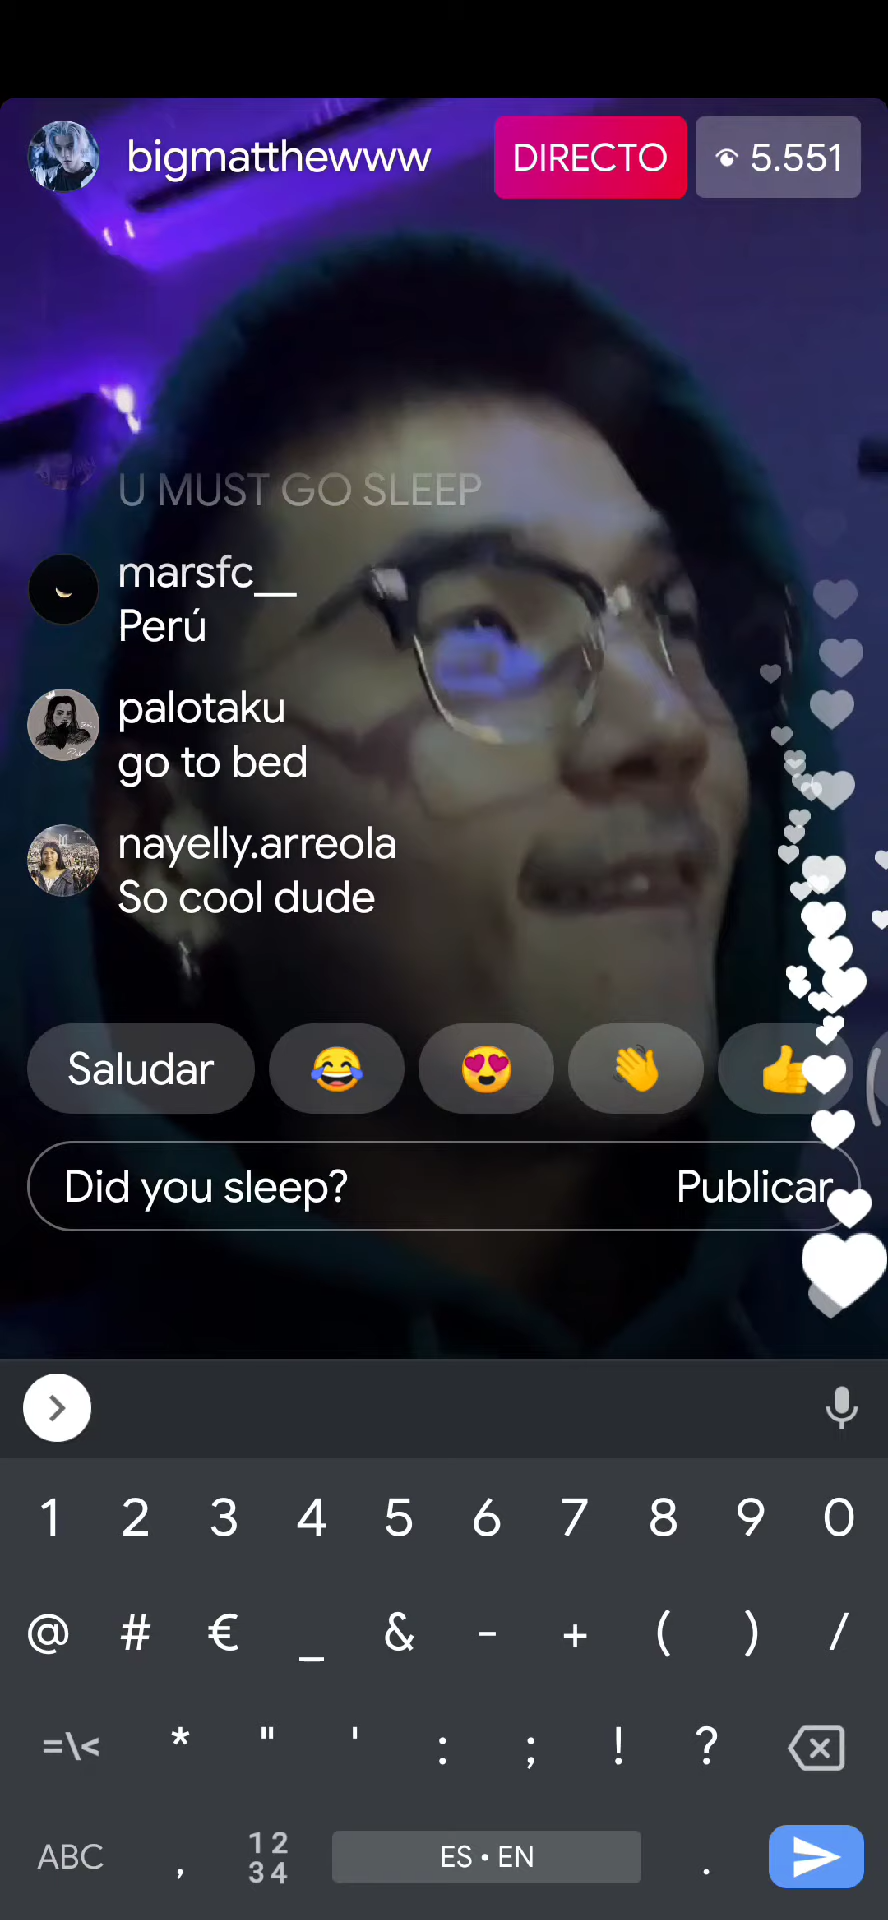 bigmatthewww DIRECTO 5.551
U MUST GO SLEEP
marsfc__
Perú
palotaku
go to bed
nayelly.arreola
So cool dude
Saludar
Did you sleep? Publicar
1 2 3 4 5 6 7 8 9 0
@ # € _ & - + ( ) /
=\< * " ' : ; ! ?
ABC , 12 34 ES • EN .